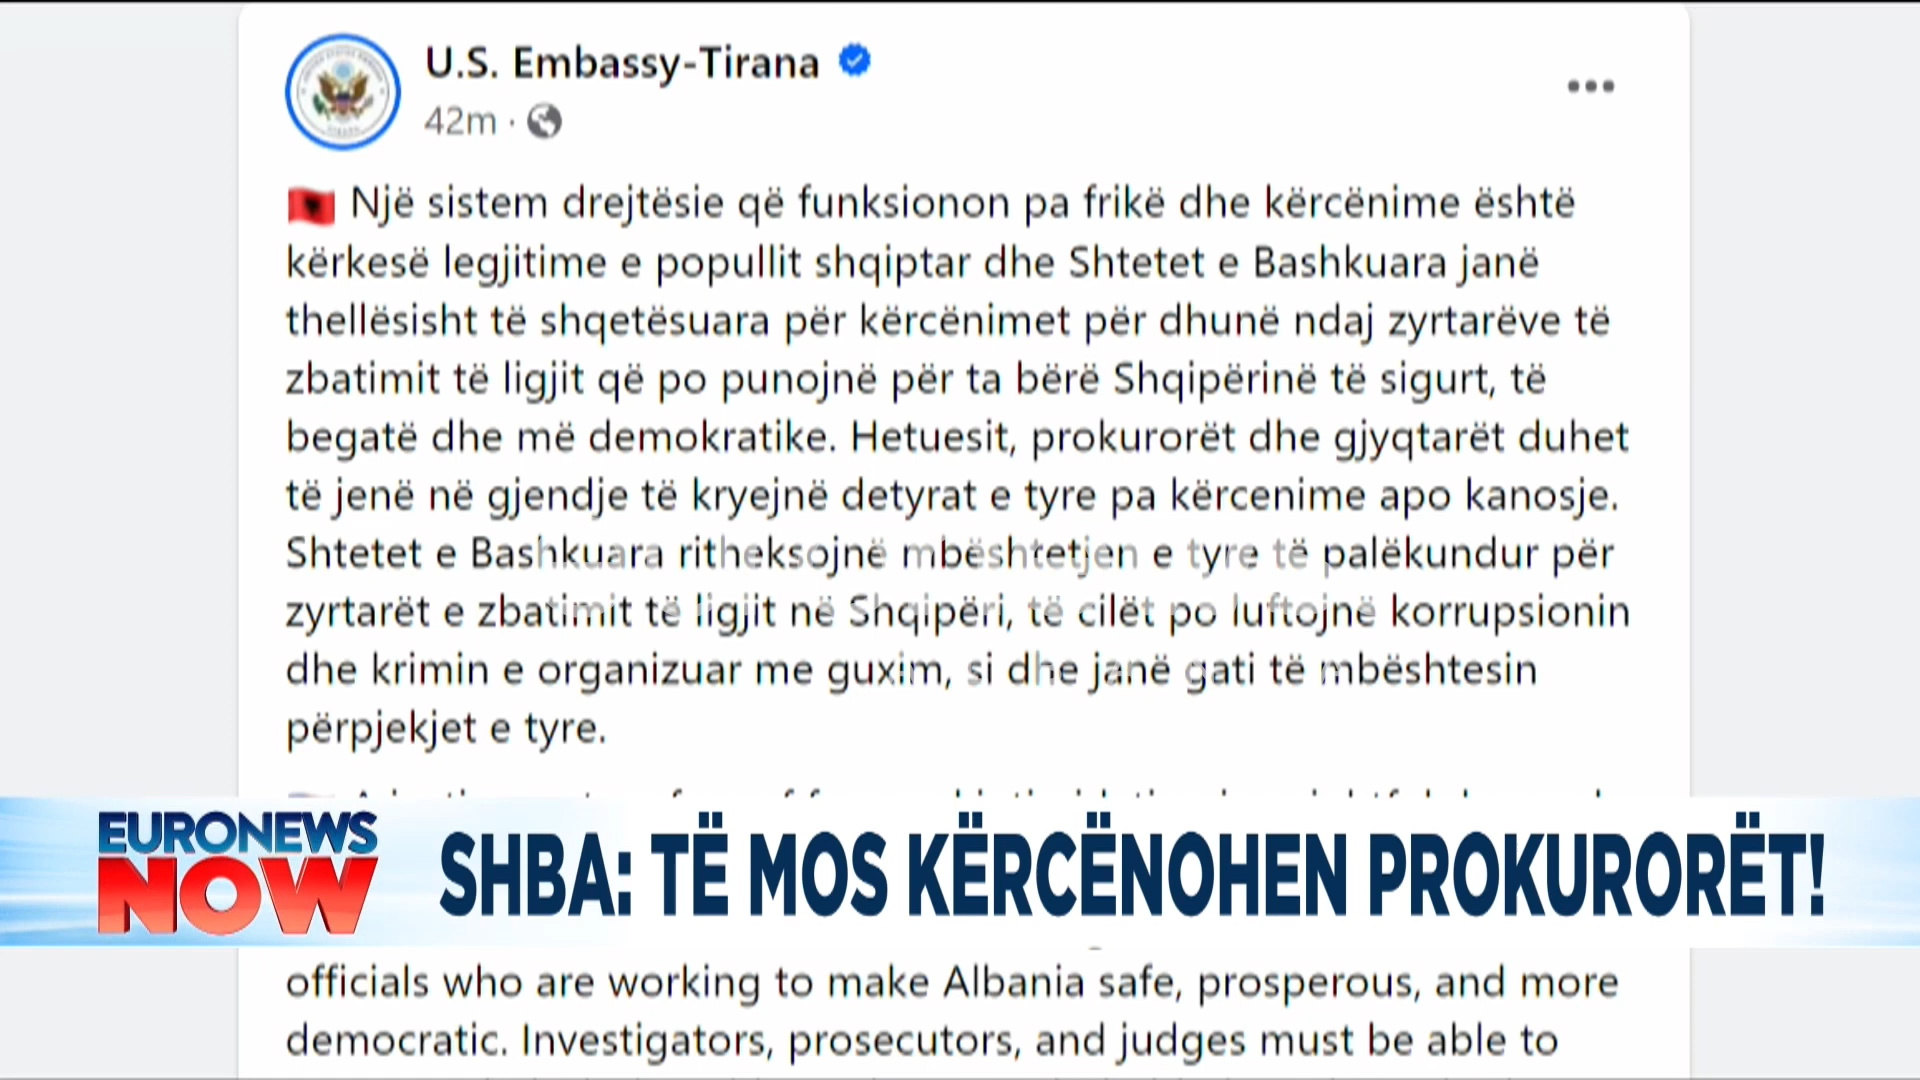 U.S. Embassy-Tirana
42m ·
Një sistem drejtësie që funksionon pa frikë dhe kërcënime është
kërkesë legjitime e popullit shqiptar dhe Shtetet e Bashkuara janë
thellësisht të shqetësuara për kërcënimet për dhunë ndaj zyrtarëve të
zbatimit të ligjit që po punojnë për ta bërë Shqipërinë të sigurt, të
begatë dhe më demokratike. Hetuesit, prokurorët dhe gjyqtarët duhet
të jenë në gjendje të kryejnë detyrat e tyre pa kërcenime apo kanosje.
Shtetet e Bashkuara ritheksojnë mbështetjen e tyre të palëkundur për
zyrtarët e zbatimit të ligjit në Shqipëri, të cilët po luftojnë korrupsionin
dhe krimin e organizuar me guxim, si dhe janë gati të mbështesin
përpjekjet e tyre.
EURONEWS
NOW
SHBA: TË MOS KËRCËNOHEN PROKURORËT!
officials who are working to make Albania safe, prosperous, and more
democratic. Investigators, prosecutors, and judges must be able to